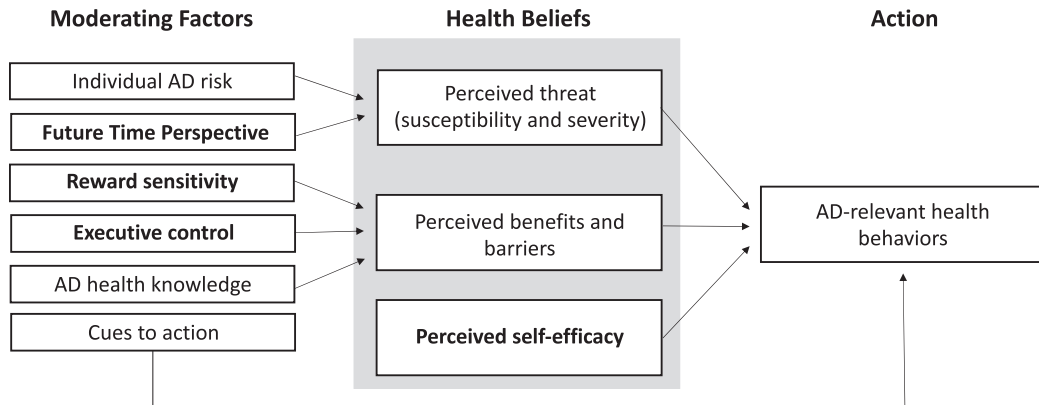 Moderating Factors
Health Beliefs
Action
Individual AD risk
Future Time Perspective
Reward sensitivity
Executive control
AD health knowledge
Cues to action
Perceived threat
(susceptibility and severity)
Perceived benefits and
barriers
Perceived self-efficacy
AD-relevant health
behaviors